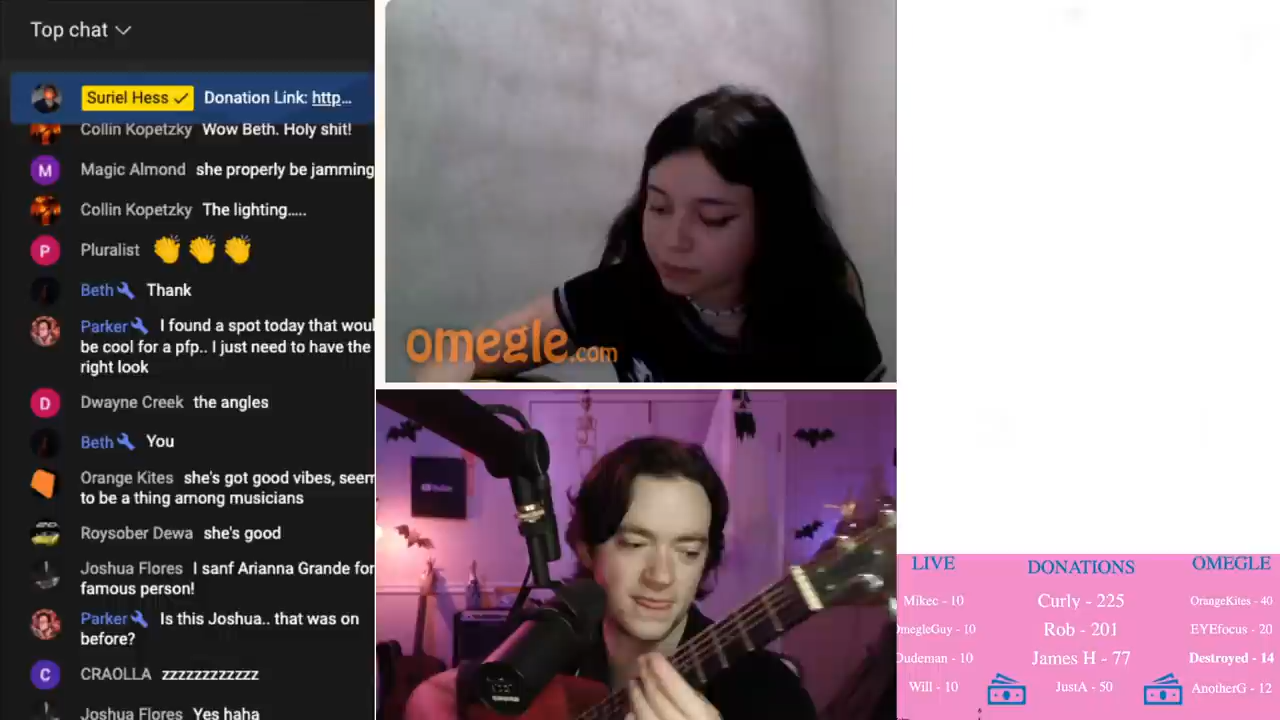 Top chat
Suriel Hess Donation Link: http...
Collin Kopetzky Wow Beth. Holy shit!
M
Magic Almond she properly be jamming
Collin Kopetzky The lighting.....
P
Pluralist 👏 👏 👏
Beth Thank
Parker I found a spot today that woul
be cool for a pfp.. I just need to have the
right look
D
Dwayne Creek the angles
Beth You
Orange Kites she's got good vibes, seem
to be a thing among musicians
Roysober Dewa she's good
Joshua Flores I sanf Arianna Grande for
famous person!
Parker Is this Joshua.. that was on
before?
C
CRAOLLA zzzzzzzzzzzz
Joshua Flores Yes haha
omegle.com
LIVE
Mikec - 10
OmegleGuy - 10
Dudeman - 10
Will - 10
DONATIONS
Curly - 225
Rob - 201
James H - 77
JustA - 50
OMEGLE
OrangeKites - 40
EYEfocus - 20
Destroyed - 14
AnotherG - 12